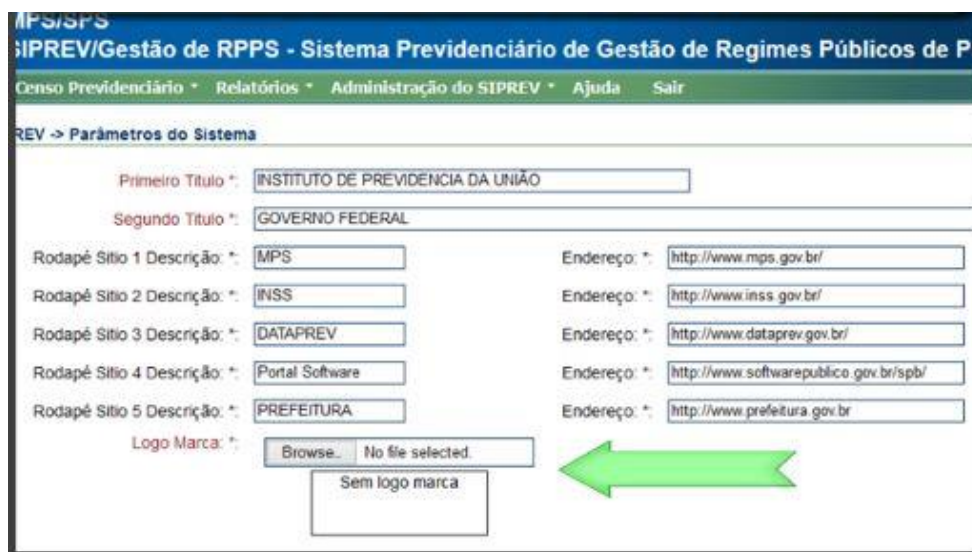 MPS/SPS
SIPREV/Gestão de RPPS - Sistema Previdenciário de Gestão de Regimes Públicos de P
Censo Previdenciário Relatórios Administração do SIPREV Ajuda Sair
REV -> Parâmetros do Sistema
Primeiro Titulo *: INSTITUTO DE PREVIDENCIA DA UNIÃO
Segundo Titulo *: GOVERNO FEDERAL
Rodapé Sitio 1 Descrição: *: MPS Endereço: *: http://www.mps.gov.br/
Rodapé Sitio 2 Descrição: *: INSS Endereço: *: http://www.inss.gov.br/
Rodapé Sitio 3 Descrição: *: DATAPREV Endereço: *: http://www.dataprev.gov.br/
Rodapé Sitio 4 Descrição: *: Portal Software Endereço: *: http://www.softwarepublico.gov.br/spb/
Rodapé Sitio 5 Descrição: *: PREFEITURA Endereço: *: http://www.prefeitura.gov.br
Logo Marca: *: Browse.. No file selected.
Sem logo marca